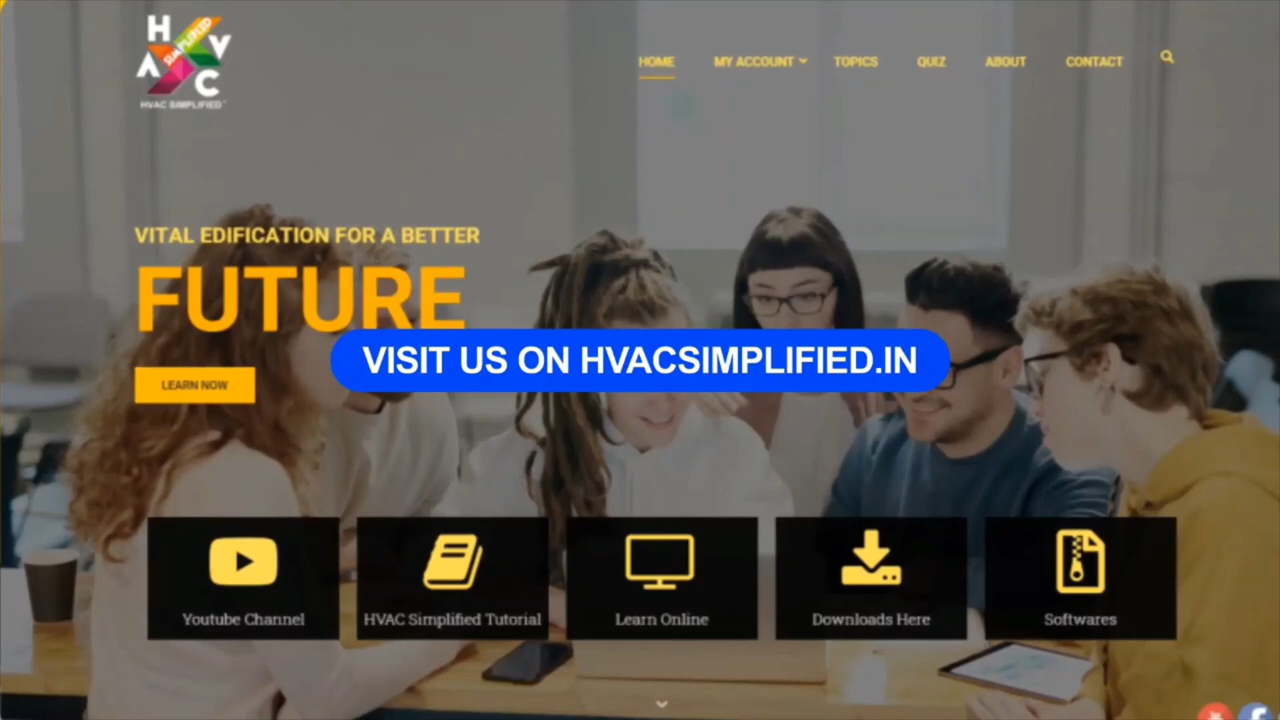 H
SIMPLIFIED
V
A
C
HVAC SIMPLIFIED™
HOME
MY ACCOUNT
TOPICS
QUIZ
ABOUT
CONTACT
VITAL EDIFICATION FOR A BETTER
FUTURE
VISIT US ON HVACSIMPLIFIED.IN
LEARN NOW
Youtube Channel
HVAC Simplified Tutorial
Learn Online
Downloads Here
Softwares